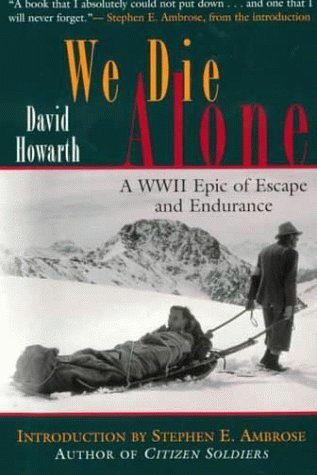 “A book that I absolutely could not put down . . . and one that I
will never forget.”— Stephen E. Ambrose, from the introduction
We Die
Alone
David
Howarth
A WWII Epic of Escape
and Endurance
Introduction by Stephen E. Ambrose
Author of Citizen Soldiers